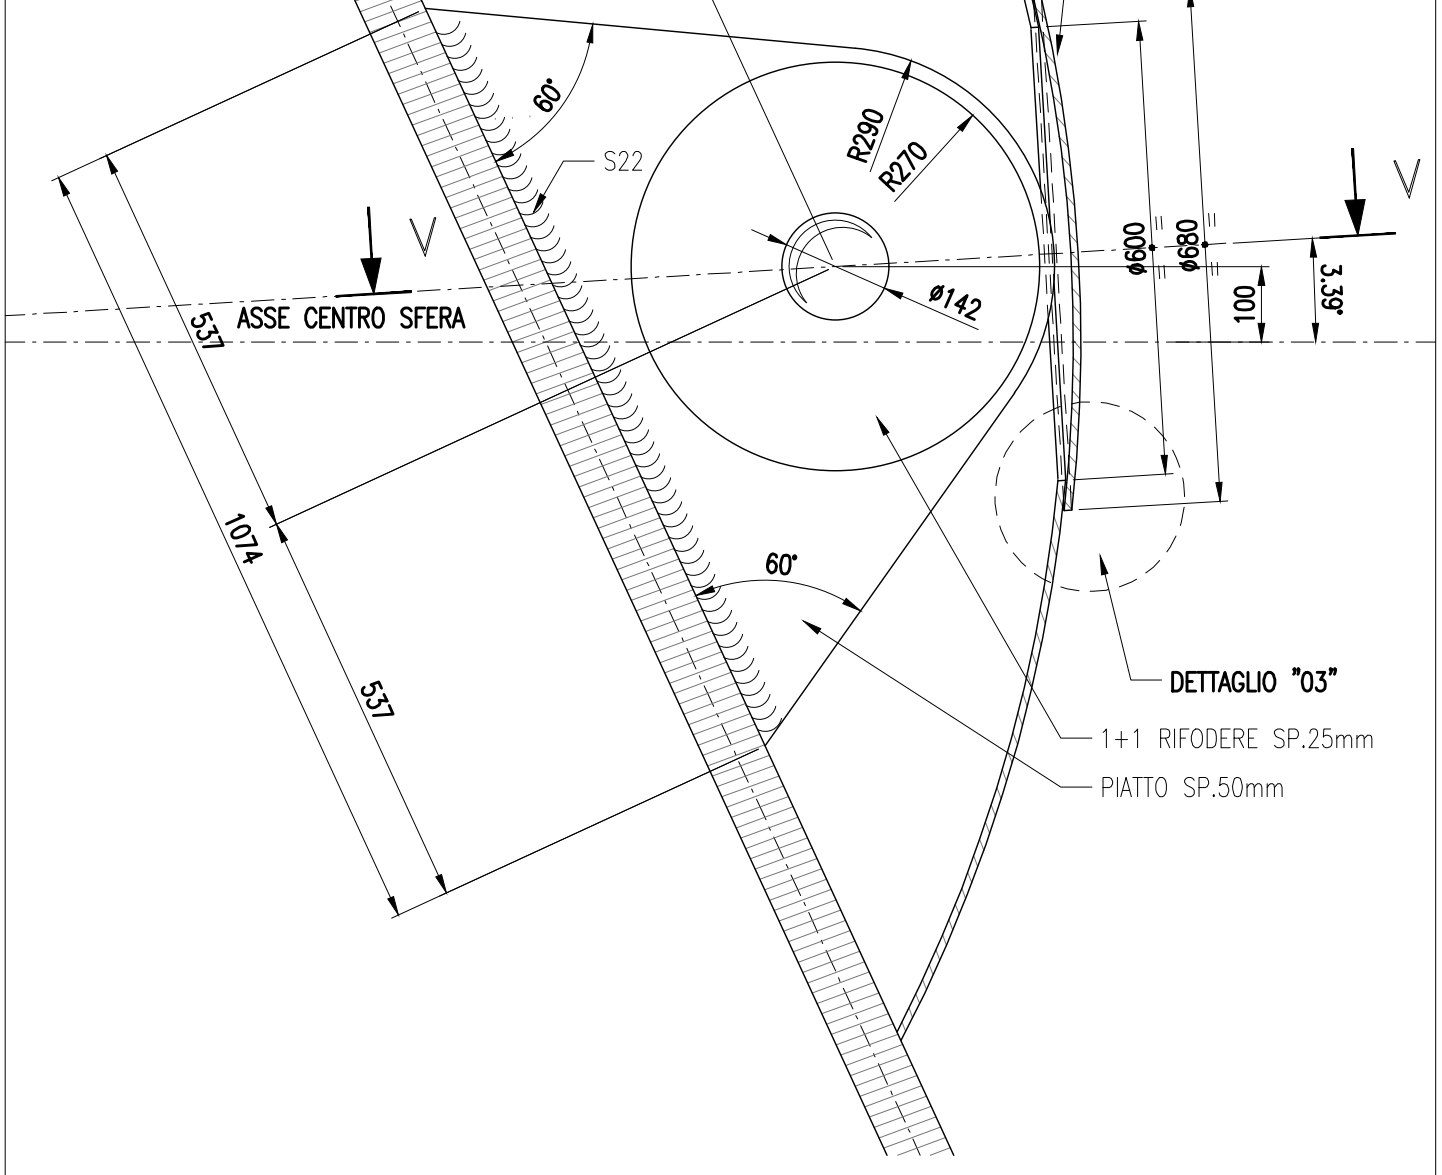 60°
R290
R270
S22
V
V
ø600
=
=
ø680
=
=
3.39°
100
ø142
ASSE CENTRO SFERA
537
1074
60°
537
DETTAGLIO "03"
1+1 RIFODERE SP.25mm
PIATTO SP.50mm